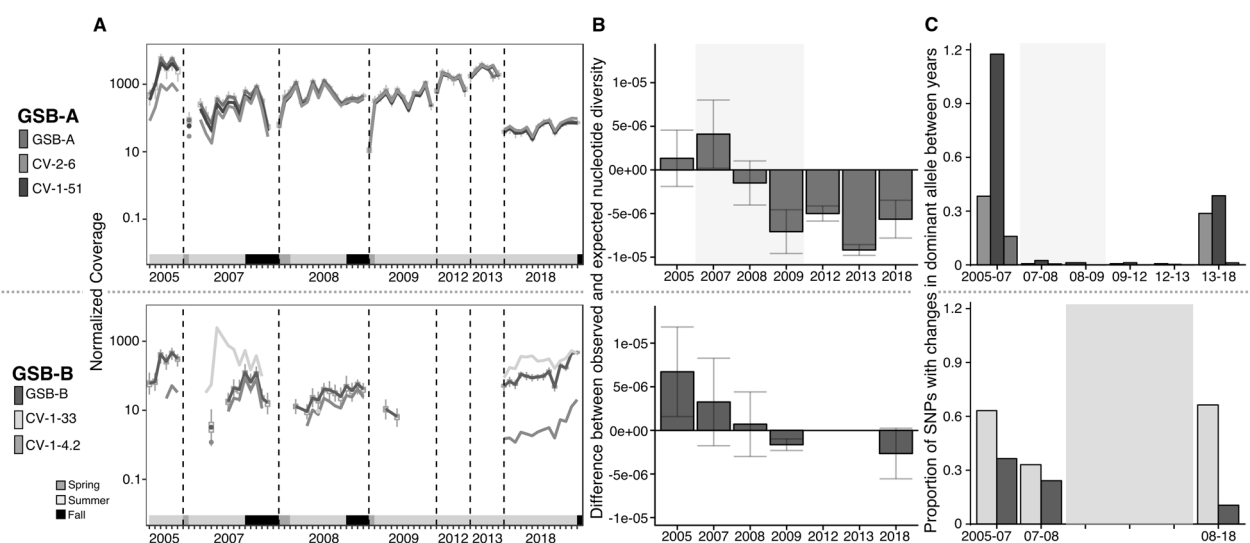 A
B
C
GSB-A
GSB-A
CV-2-6
CV-1-51
GSB-B
GSB-B
CV-1-33
CV-1-4.2
Spring
Summer
Fall
Normalized Coverage
1000
10
0.1
2005 2007 2008 2009 2012 2013 2018
1000
10
0.1
2005 2007 2008 2009 2012 2013 2018
Difference between observed and expected nucleotide diversity
1e-05
5e-06
0e+00
-5e-06
-1e-05
2005 2007 2008 2009 2012 2013 2018
1e-05
5e-06
0e+00
-5e-06
-1e-05
2005 2007 2008 2009 2012 2013 2018
Proportion of SNPs with changes in dominant allele between years
1.2
0.9
0.6
0.3
0
2005-07 07-08 08-09 09-12 12-13 13-18
1.2
0.9
0.6
0.3
0
2005-07 07-08 08-18